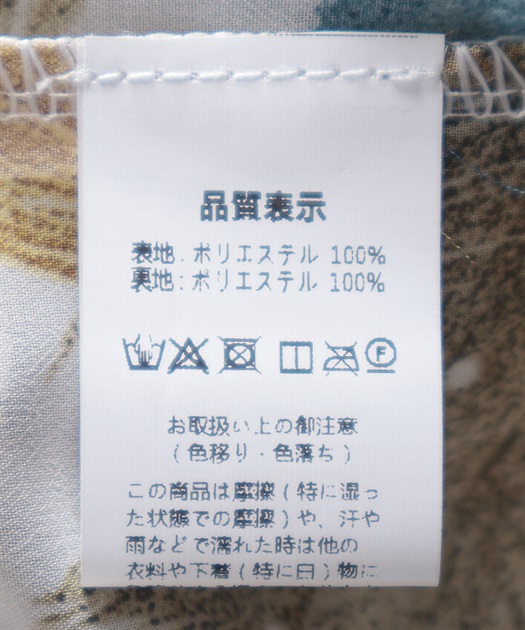 品質表示
表地:ポリエステル 100%
裏地:ポリエステル 100%
F
お取扱い上の御注意
(色移り・色落ち)
この商品は摩擦(特に湿っ
た状態での摩擦)や、汗や
雨などで濡れた時は他の
衣料や下着(特に白)物に